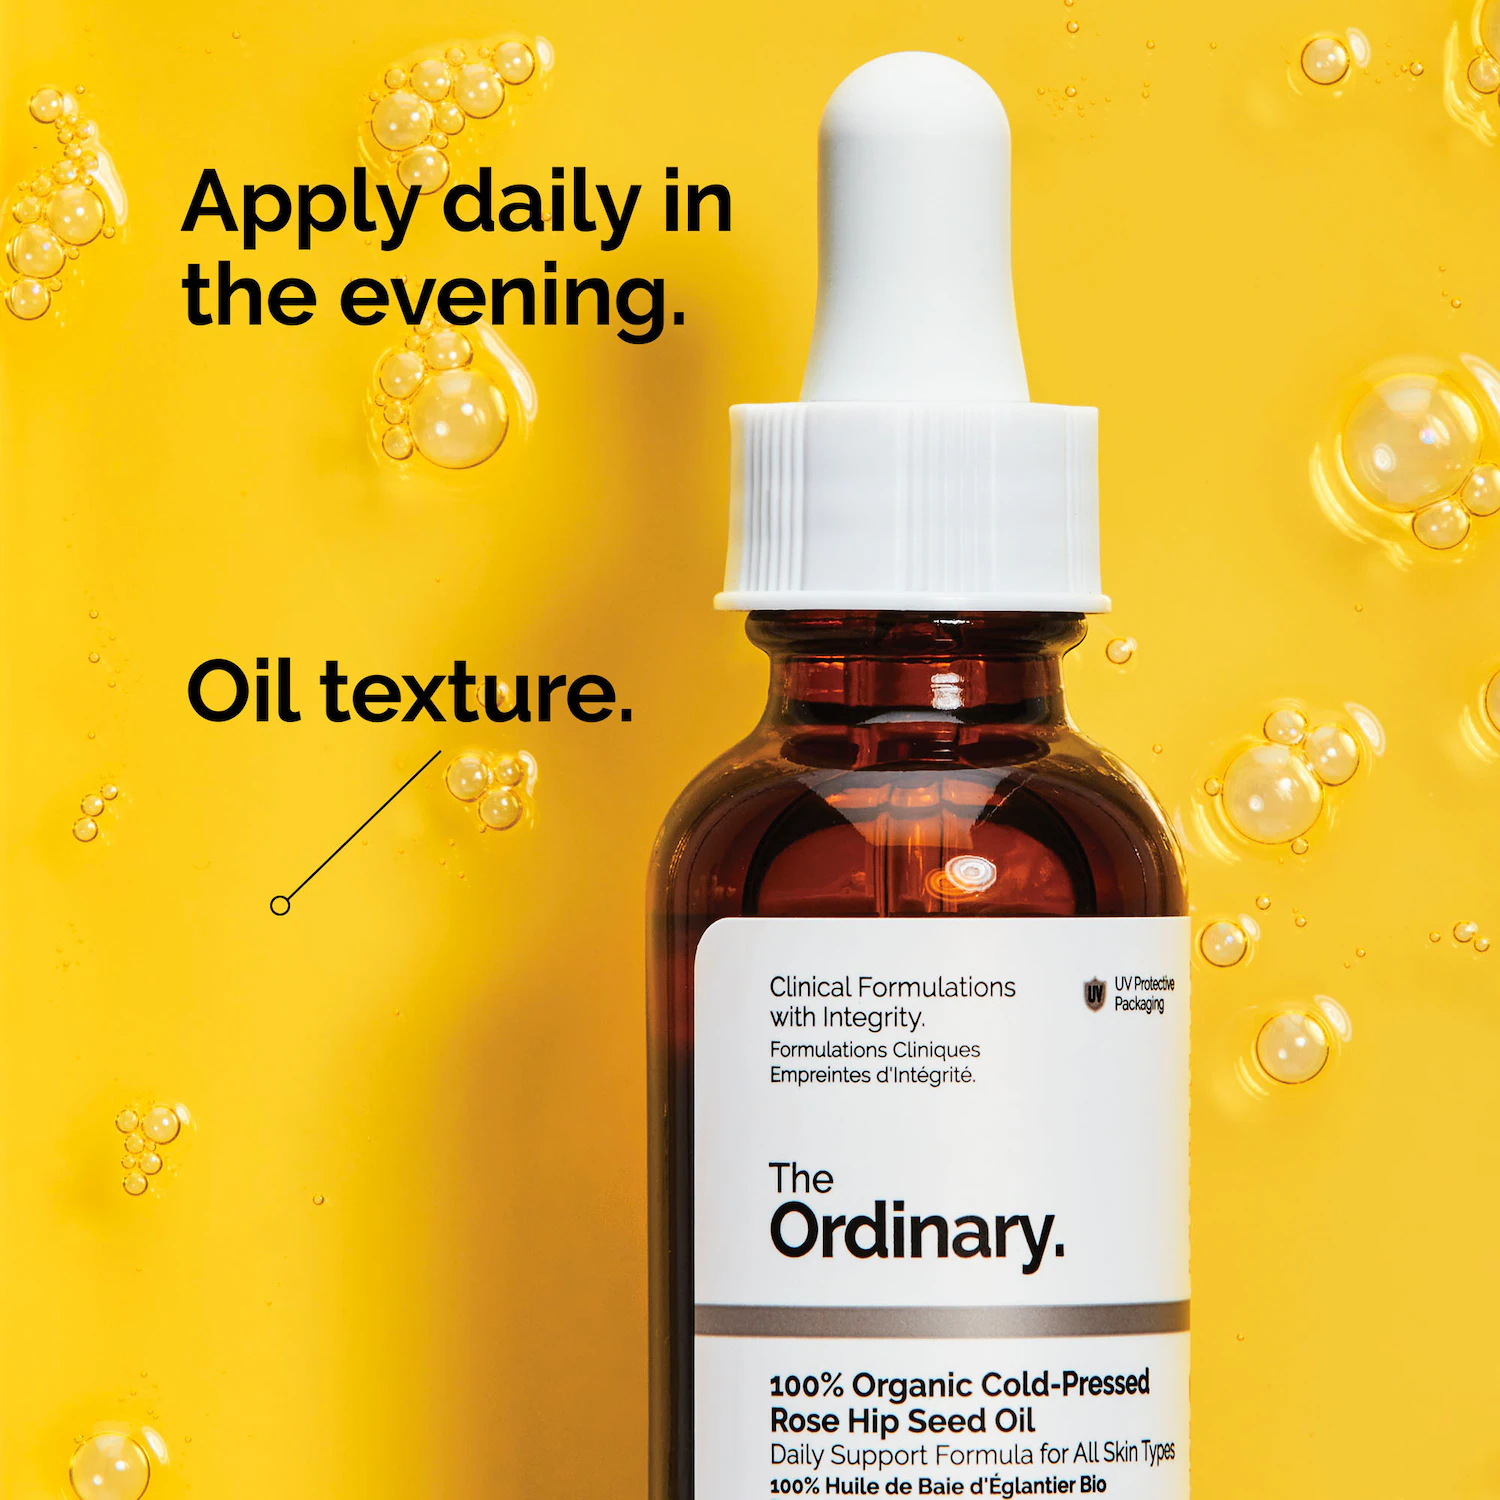 Apply daily in
the evening.
Oil texture.
Clinical Formulations
with Integrity.
Formulations Cliniques
Empreintes d'Intégrité.
UV
UV Protective
Packaging
The
Ordinary.
100% Organic Cold-Pressed
Rose Hip Seed Oil
Daily Support Formula for All Skin Types
100% Huile de Baie d'Églantier Bio